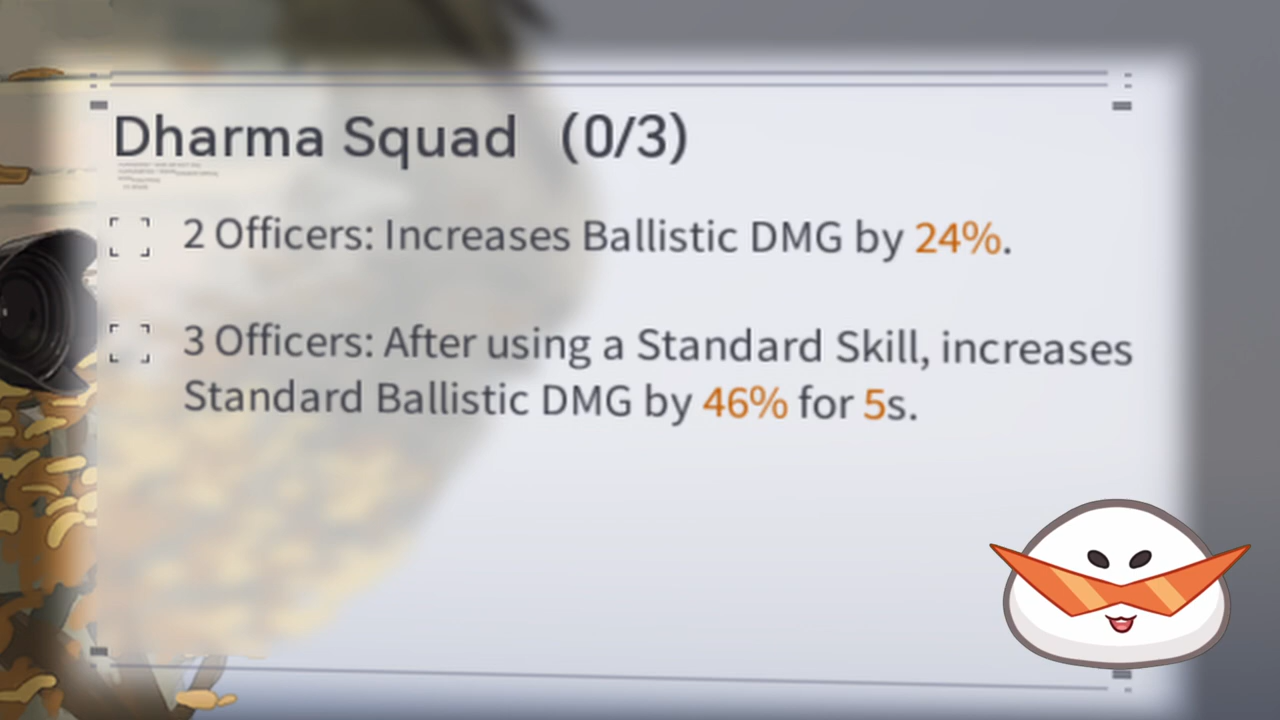 Dharma Squad (0/3)
2 Officers: Increases Ballistic DMG by 24%.
3 Officers: After using a Standard Skill, increases
Standard Ballistic DMG by 46% for 5s.